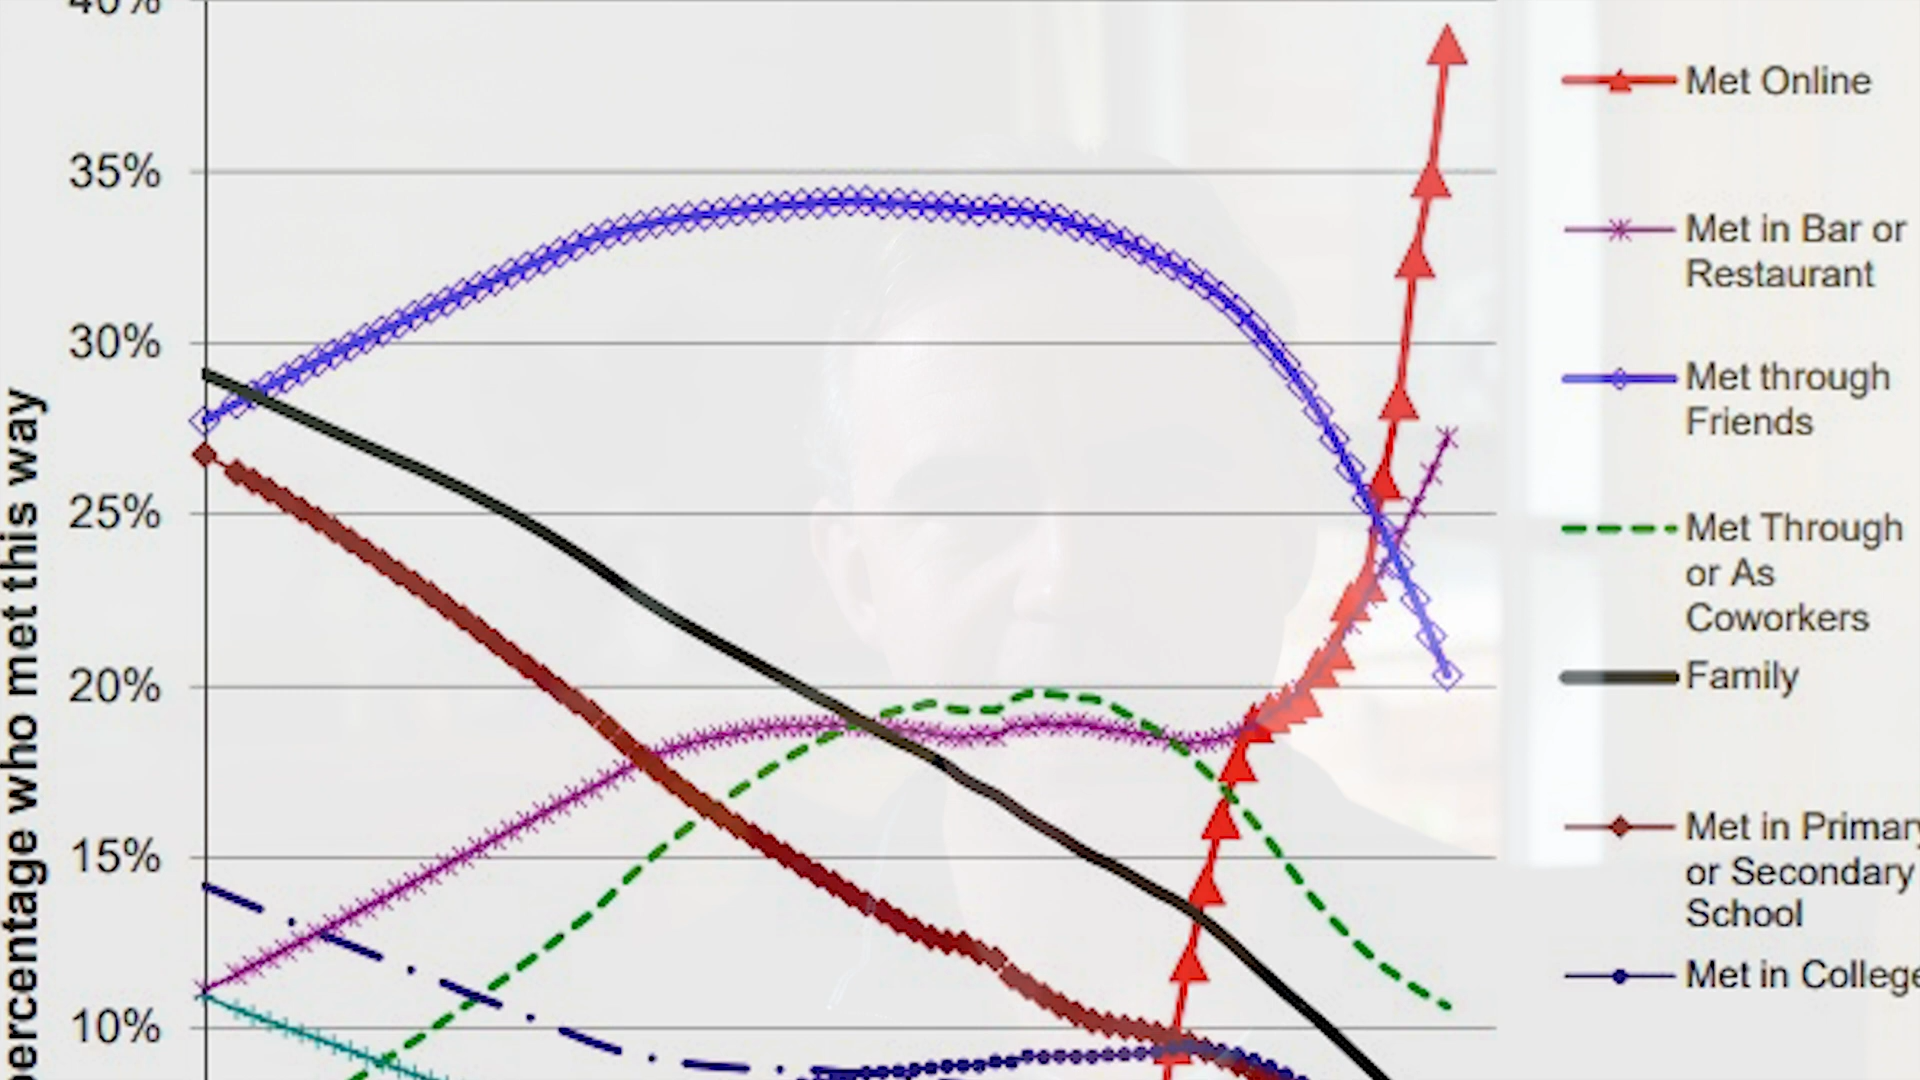 40%
35%
30%
25%
20%
15%
10%
percentage who met this way
Met Online
Met in Bar or
Restaurant
Met through
Friends
Met Through
or As
Coworkers
Family
Met in Primary
or Secondary
School
Met in College